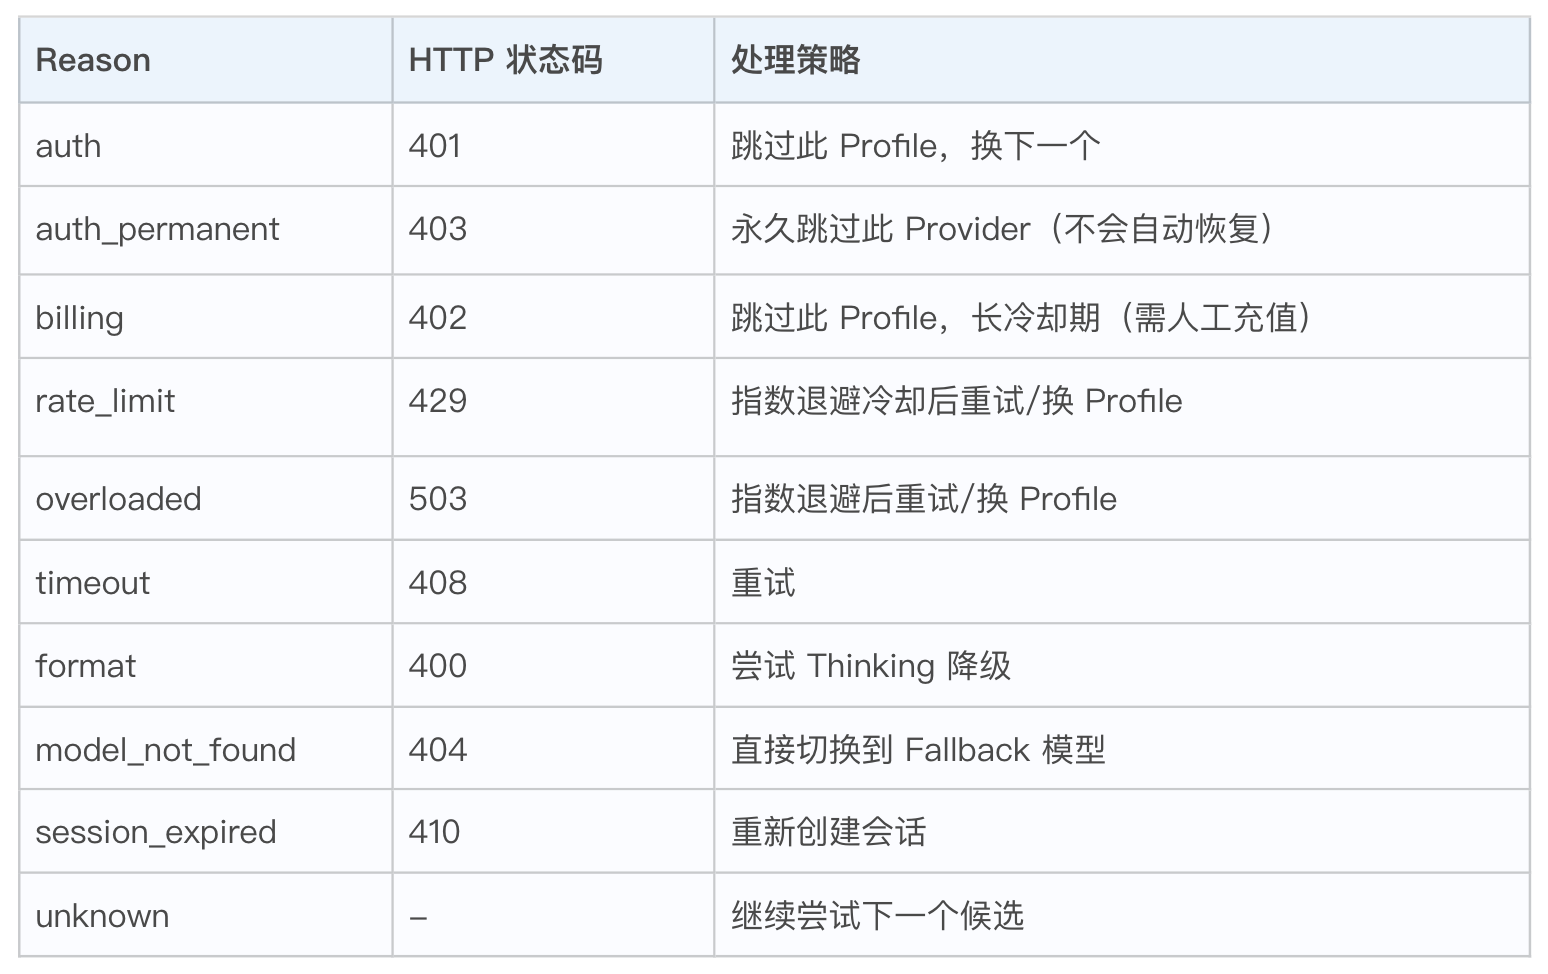 Reason HTTP 状态码 处理策略
auth 401 跳过此 Profile，换下一个
auth_permanent 403 永久跳过此 Provider（不会自动恢复）
billing 402 跳过此 Profile，长冷却期（需人工充值）
rate_limit 429 指数退避冷却后重试/换 Profile
overloaded 503 指数退避后重试/换 Profile
timeout 408 重试
format 400 尝试 Thinking 降级
model_not_found 404 直接切换到 Fallback 模型
session_expired 410 重新创建会话
unknown – 继续尝试下一个候选